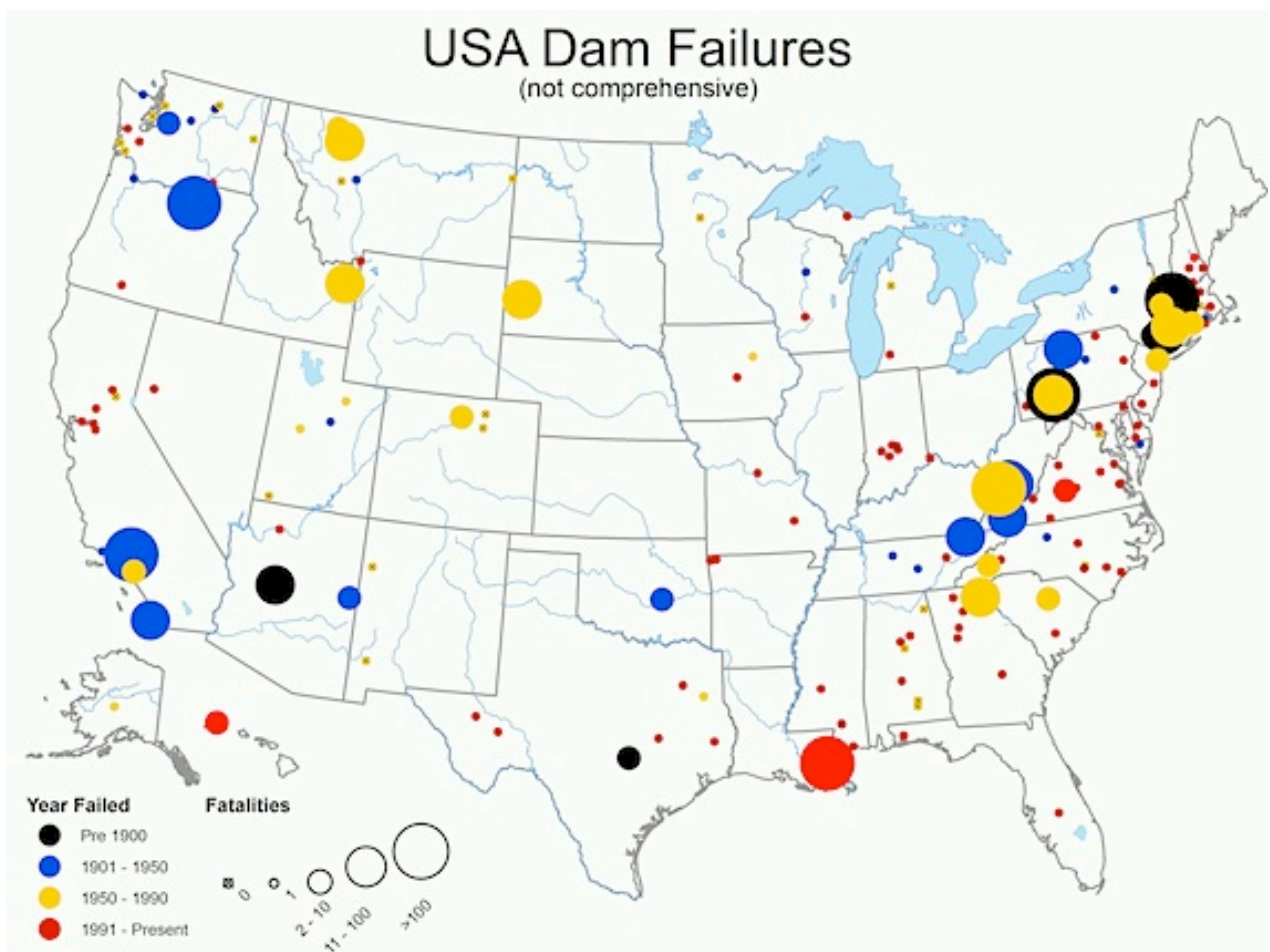 USA Dam Failures
(not comprehensive)
Year Failed
Pre 1900
1901 - 1950
1950 - 1990
1991 - Present
Fatalities
0
1
2 - 10
11 - 100
>100